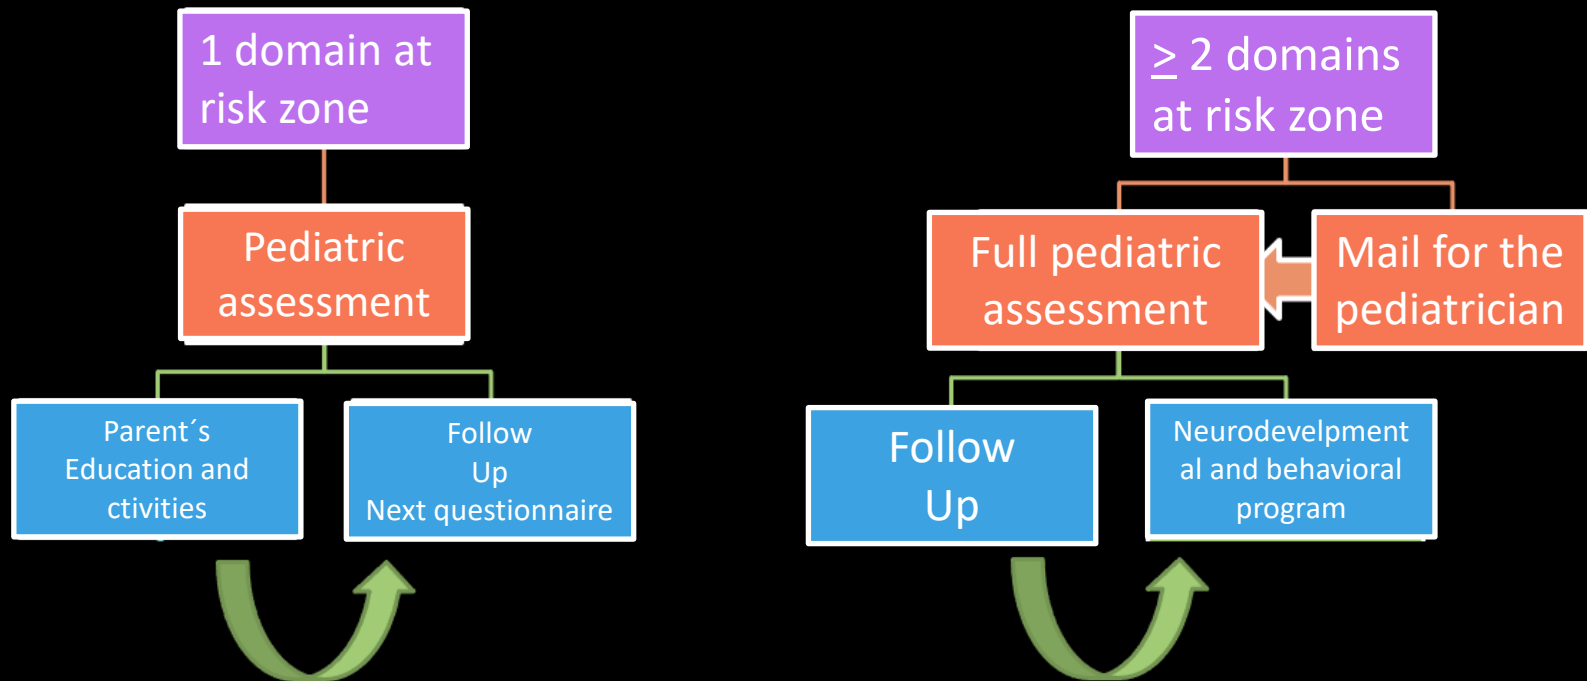 1 domain at
risk zone
Pediatric
assessment
Parent´s
Education and
ctivities
Follow
Up
Next questionnaire
≥ 2 domains
at risk zone
Full pediatric
assessment
Mail for the
pediatrician
Follow
Up
Neurodevelpment
al and behavioral
program